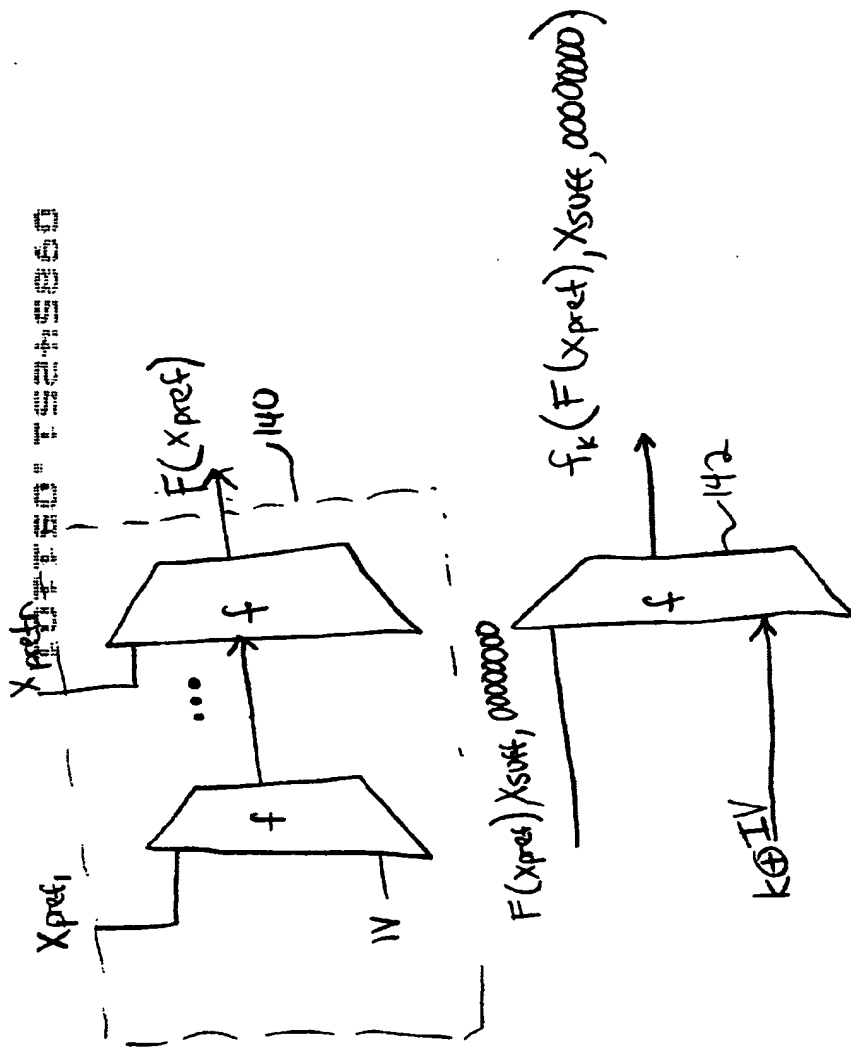 Xpref1
Xprefn
F(Xpref)
140
f
...
f
IV
F(Xpref) Xsuff, 00000000
fk(F(Xpref), Xsuff, 00000000)
f
142
k⊕IV